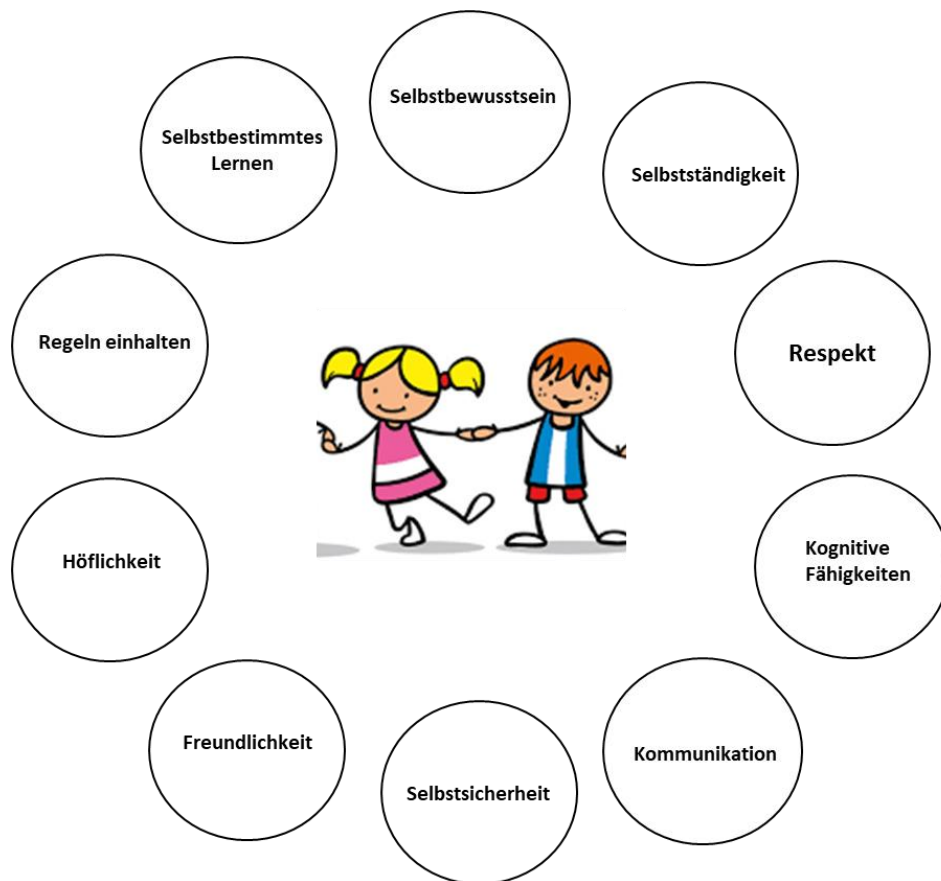 Selbstbewusstsein
Selbstbestimmtes
Lernen
Selbstständigkeit
Regeln einhalten
Respekt
Höflichkeit
Kognitive
Fähigkeiten
Freundlichkeit
Kommunikation
Selbstsicherheit